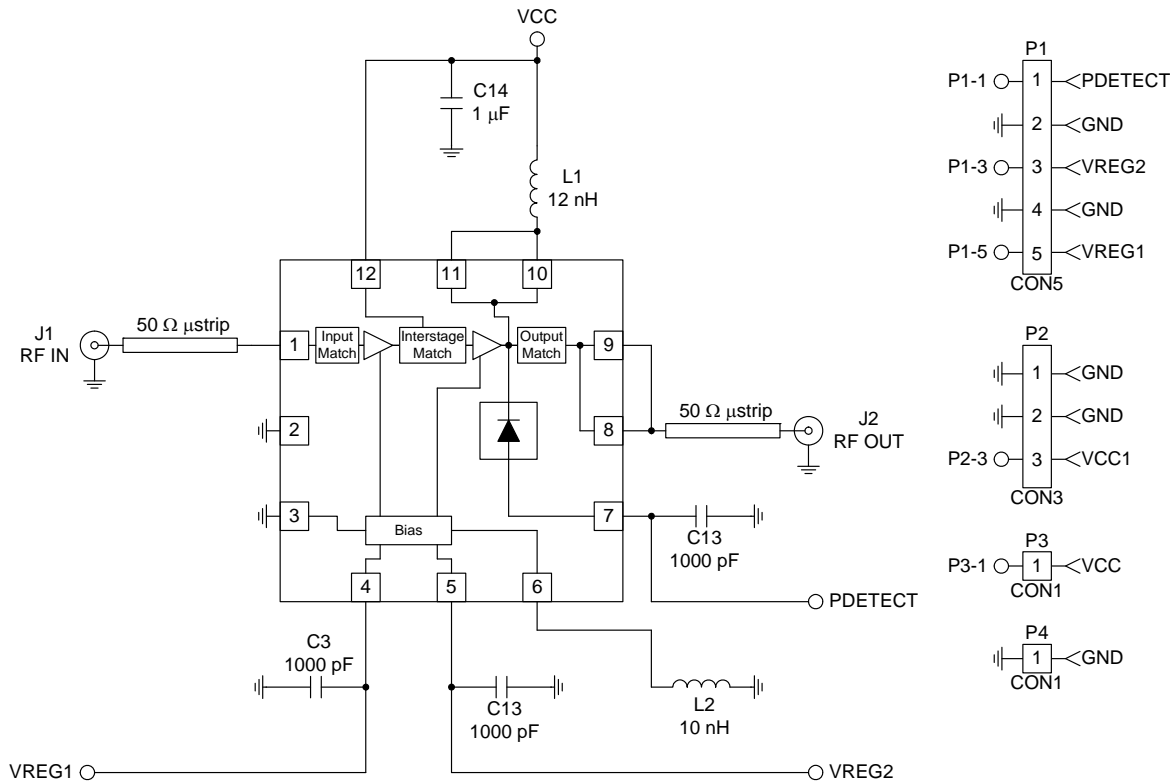 VCC
C14
1 μF
L1
12 nH
12
11
10
J1
RF IN
50 Ω μstrip
1
Input
Match
Interstage
Match
Output
Match
9
2
8
50 Ω μstrip
J2
RF OUT
3
Bias
7
C13
1000 pF
4
5
6
PDETECT
C3
1000 pF
C13
1000 pF
L2
10 nH
VREG1
VREG2
P1
P1-1
1
PDETECT
2
GND
P1-3
3
VREG2
4
GND
P1-5
5
VREG1
CON5
P2
1
GND
2
GND
P2-3
3
VCC1
CON3
P3
P3-1
1
VCC
CON1
P4
1
GND
CON1